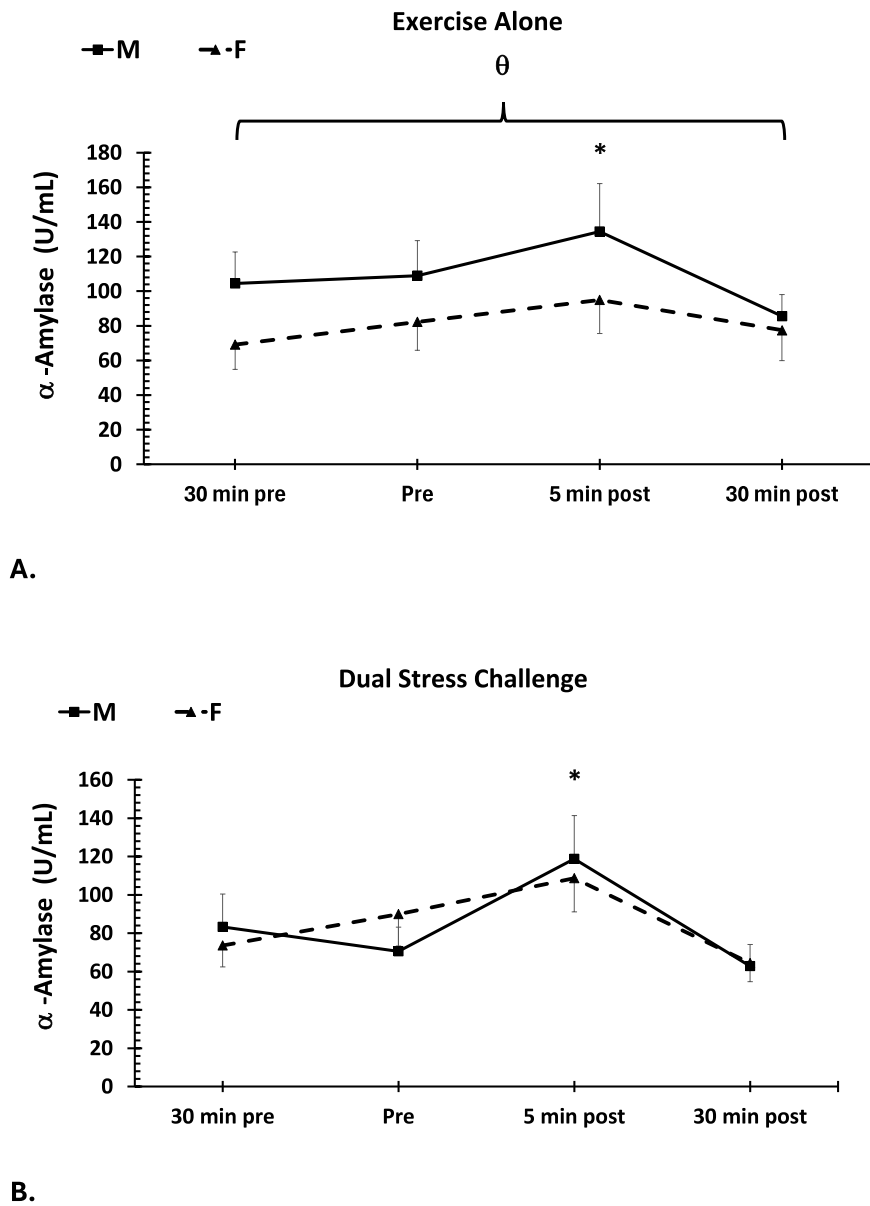 Exercise Alone
M -F
θ
*
α -Amylase (U/mL)
180
160
140
120
100
80
60
40
20
0
30 min pre Pre 5 min post 30 min post
A.
Dual Stress Challenge
M -F
*
α -Amylase (U/mL)
160
140
120
100
80
60
40
20
0
30 min pre Pre 5 min post 30 min post
B.